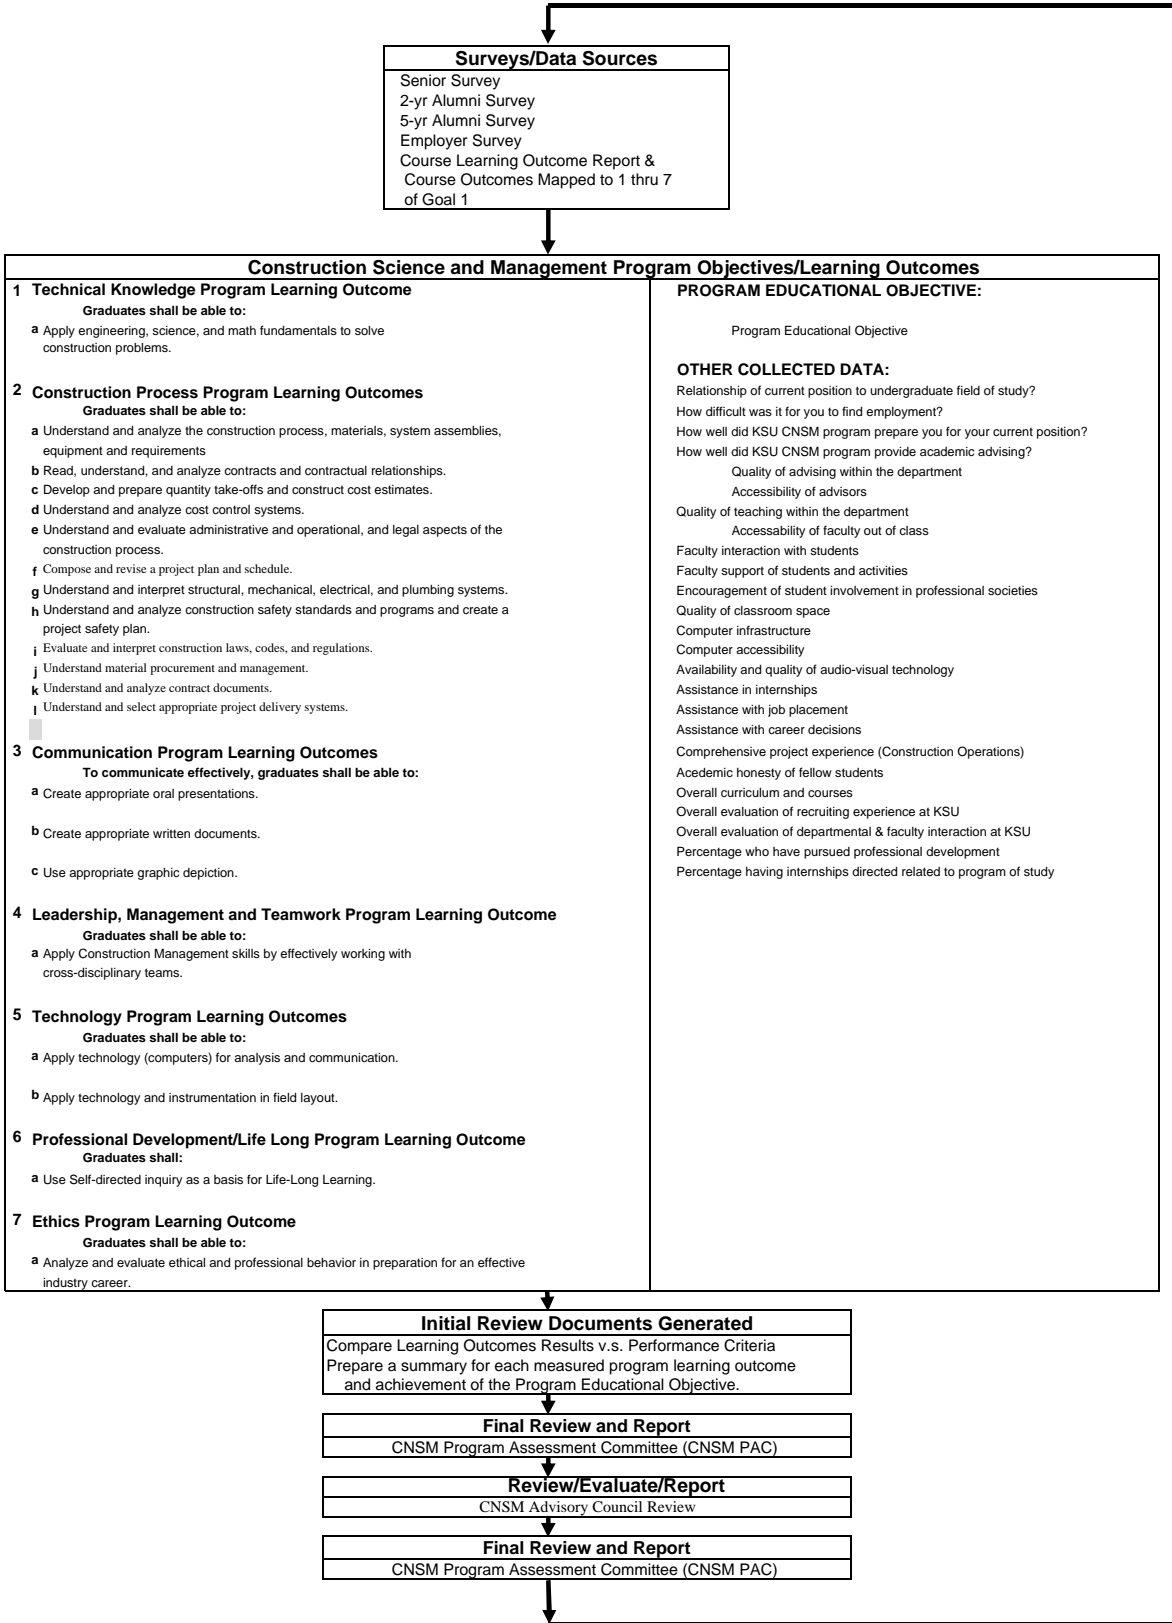 Surveys/Data Sources
Senior Survey
2-yr Alumni Survey
5-yr Alumni Survey
Employer Survey
Course Learning Outcome Report &
Course Outcomes Mapped to 1 thru 7
of Goal 1
Construction Science and Management Program Objectives/Learning Outcomes
1 Technical Knowledge Program Learning Outcome
Graduates shall be able to:
a Apply engineering, science, and math fundamentals to solve
construction problems.
2 Construction Process Program Learning Outcomes
Graduates shall be able to:
a Understand and analyze the construction process, materials, system assemblies,
equipment and requirements
b Read, understand, and analyze contracts and contractual relationships.
c Develop and prepare quantity take-offs and construct cost estimates.
d Understand and analyze cost control systems.
e Understand and evaluate administrative and operational, and legal aspects of the
construction process.
f Compose and revise a project plan and schedule.
g Understand and interpret structural, mechanical, electrical, and plumbing systems.
h Understand and analyze construction safety standards and programs and create a
project safety plan.
i Evaluate and interpret construction laws, codes, and regulations.
j Understand material procurement and management.
k Understand and analyze contract documents.
l Understand and select appropriate project delivery systems.
3 Communication Program Learning Outcomes
To communicate effectively, graduates shall be able to:
a Create appropriate oral presentations.
b Create appropriate written documents.
c Use appropriate graphic depiction.
4 Leadership, Management and Teamwork Program Learning Outcome
Graduates shall be able to:
a Apply Construction Management skills by effectively working with
cross-disciplinary teams.
5 Technology Program Learning Outcomes
Graduates shall be able to:
a Apply technology (computers) for analysis and communication.
b Apply technology and instrumentation in field layout.
6 Professional Development/Life Long Program Learning Outcome
Graduates shall:
a Use Self-directed inquiry as a basis for Life-Long Learning.
7 Ethics Program Learning Outcome
Graduates shall be able to:
a Analyze and evaluate ethical and professional behavior in preparation for an effective
industry career.
PROGRAM EDUCATIONAL OBJECTIVE:
Program Educational Objective
OTHER COLLECTED DATA:
Relationship of current position to undergraduate field of study?
How difficult was it for you to find employment?
How well did KSU CNSM program prepare you for your current position?
How well did KSU CNSM program provide academic advising?
Quality of advising within the department
Accessibility of advisors
Quality of teaching within the department
Accessability of faculty out of class
Faculty interaction with students
Faculty support of students and activities
Encouragement of student involvement in professional societies
Quality of classroom space
Computer infrastructure
Computer accessibility
Availability and quality of audio-visual technology
Assistance in internships
Assistance with job placement
Assistance with career decisions
Comprehensive project experience (Construction Operations)
Acedemic honesty of fellow students
Overall curriculum and courses
Overall evaluation of recruiting experience at KSU
Overall evaluation of departmental & faculty interaction at KSU
Percentage who have pursued professional development
Percentage having internships directed related to program of study
Initial Review Documents Generated
Compare Learning Outcomes Results v.s. Performance Criteria
Prepare a summary for each measured program learning outcome
and achievement of the Program Educational Objective.
Final Review and Report
CNSM Program Assessment Committee (CNSM PAC)
Review/Evaluate/Report
CNSM Advisory Council Review
Final Review and Report
CNSM Program Assessment Committee (CNSM PAC)